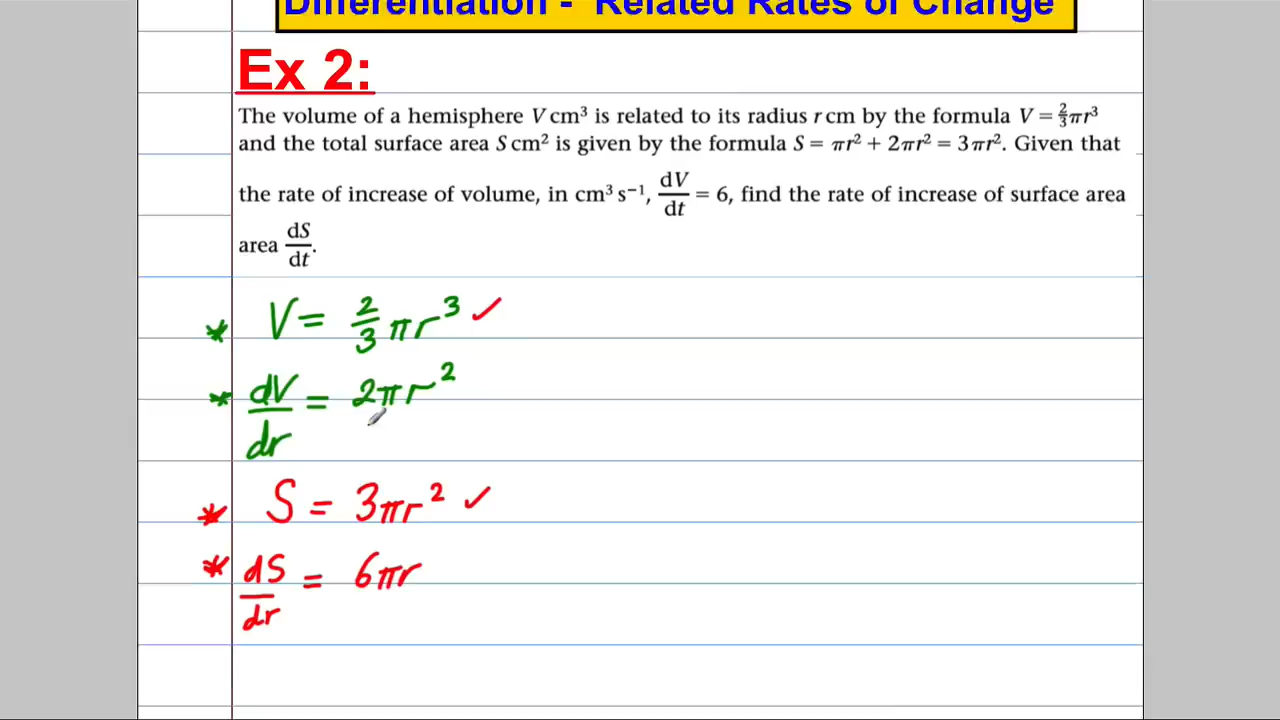 Differentiation - Related Rates of Change
Ex 2:
The volume of a hemisphere V cm³ is related to its radius r cm by the formula V = ⅔πr³
and the total surface area S cm² is given by the formula S = πr² + 2πr² = 3πr². Given that
the rate of increase of volume, in cm³ s⁻¹, dV/dt = 6, find the rate of increase of surface area
area dS/dt.
* V = 2/3 πr³ ✓
* dV/dr = 2πr²
* S = 3πr² ✓
* dS/dr = 6πr